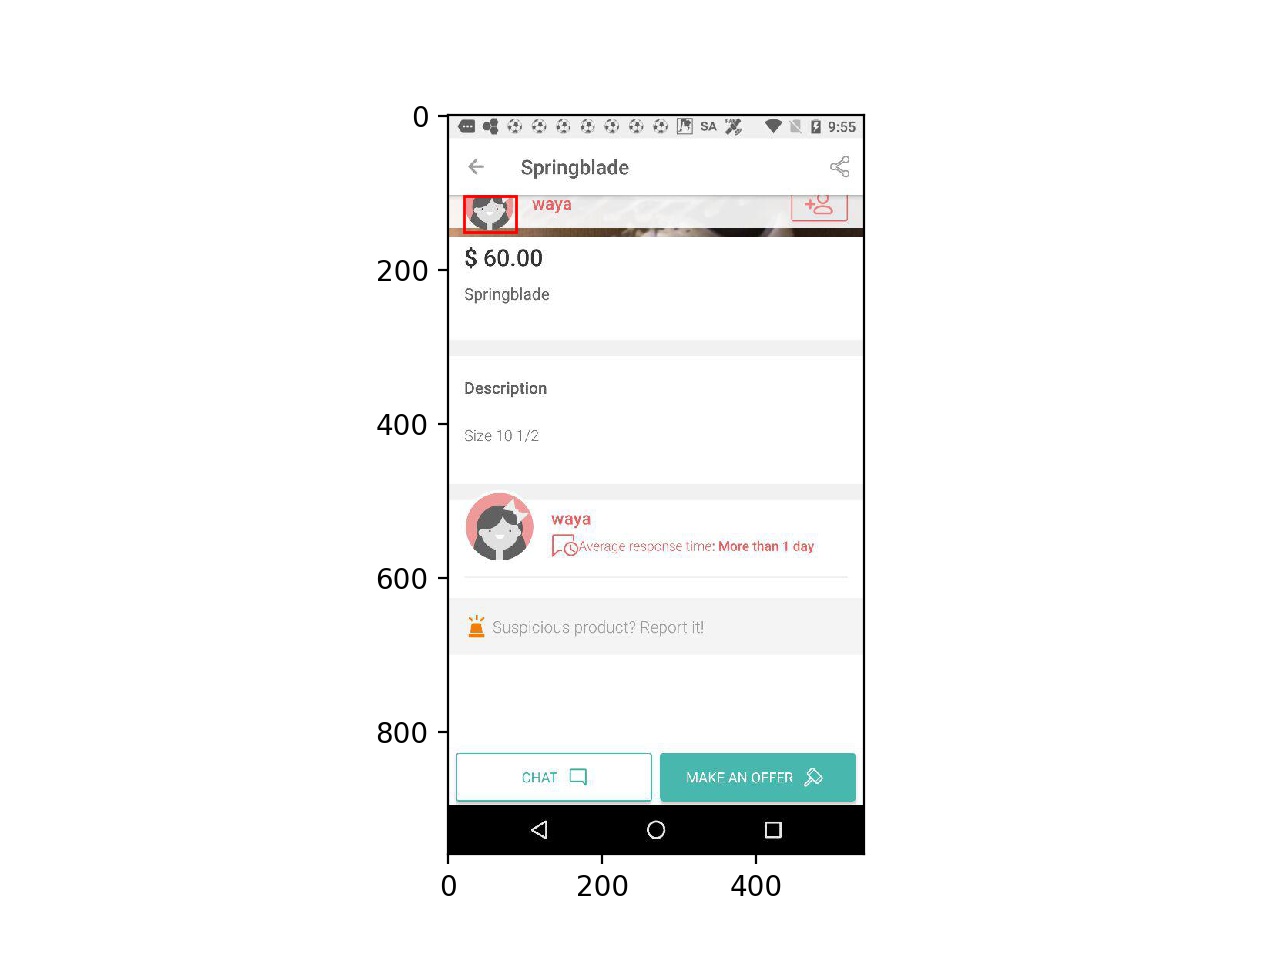 0
200
400
600
800
SA
9:55
Springblade
waya
$ 60.00
Springblade
Description
Size 10 1/2
waya
Average response time: More than 1 day
Suspicious product? Report it!
CHAT
MAKE AN OFFER
0
200
400